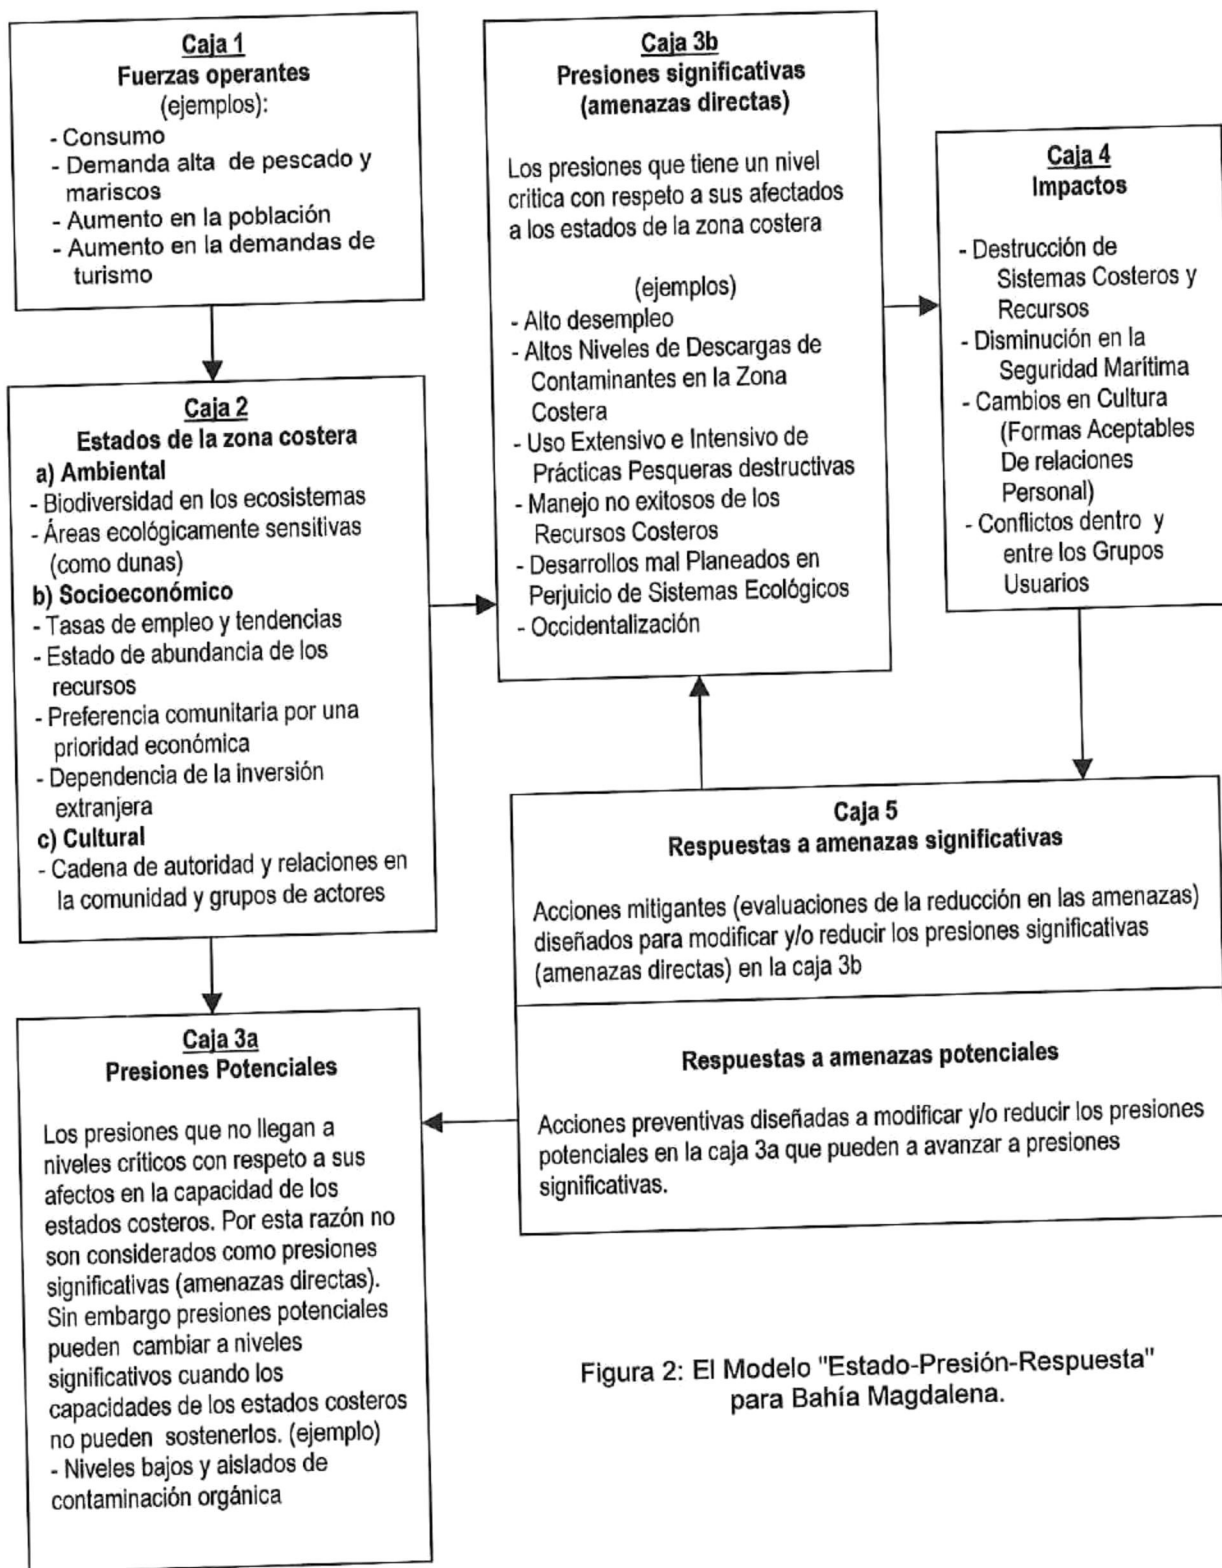 Caja 1
Fuerzas operantes
(ejemplos):
- Consumo
- Demanda alta de pescado y
mariscos
- Aumento en la población
- Aumento en la demandas de
turismo
Caja 2
Estados de la zona costera
a) Ambiental
- Biodiversidad en los ecosistemas
- Áreas ecológicamente sensitivas
(como dunas)
b) Socioeconómico
- Tasas de empleo y tendencias
- Estado de abundancia de los
recursos
- Preferencia comunitaria por una
prioridad económica
- Dependencia de la inversión
extranjera
c) Cultural
- Cadena de autoridad y relaciones en
la comunidad y grupos de actores
Caja 3a
Presiones Potenciales
Los presiones que no llegan a
niveles críticos con respeto a sus
afectos en la capacidad de los
estados costeros. Por esta razón no
son considerados como presiones
significativas (amenazas directas).
Sin embargo presiones potenciales
pueden cambiar a niveles
significativos cuando los
capacidades de los estados costeros
no pueden sostenerlos. (ejemplo)
- Niveles bajos y aislados de
contaminación orgánica
Caja 3b
Presiones significativas
(amenazas directas)
Los presiones que tiene un nivel
critica con respeto a sus afectados
a los estados de la zona costera
(ejemplos)
- Alto desempleo
- Altos Niveles de Descargas de
Contaminantes en la Zona
Costera
- Uso Extensivo e Intensivo de
Prácticas Pesqueras destructivas
- Manejo no exitosos de los
Recursos Costeros
- Desarrollos mal Planeados en
Perjuicio de Sistemas Ecológicos
- Occidentalización
Caja 4
Impactos
- Destrucción de
Sistemas Costeros y
Recursos
- Disminución en la
Seguridad Marítima
- Cambios en Cultura
(Formas Aceptables
De relaciones
Personal)
- Conflictos dentro y
entre los Grupos
Usuarios
Caja 5
Respuestas a amenazas significativas
Acciones mitigantes (evaluaciones de la reducción en las amenazas)
diseñados para modificar y/o reducir los presiones significativas
(amenazas directas) en la caja 3b
Respuestas a amenazas potenciales
Acciones preventivas diseñadas a modificar y/o reducir los presiones
potenciales en la caja 3a que pueden a avanzar a presiones
significativas.
Figura 2: El Modelo "Estado-Presión-Respuesta"
para Bahía Magdalena.